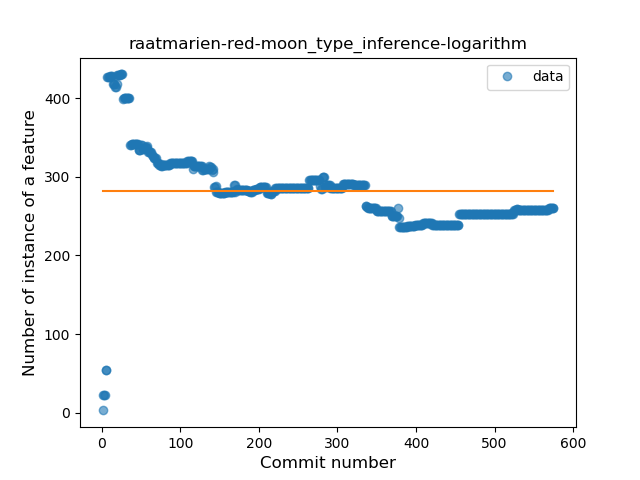 raatmarien-red-moon_type_inference-logarithm
data
Number of instance of a feature
400
300
200
100
0
0 100 200 300 400 500 600
Commit number